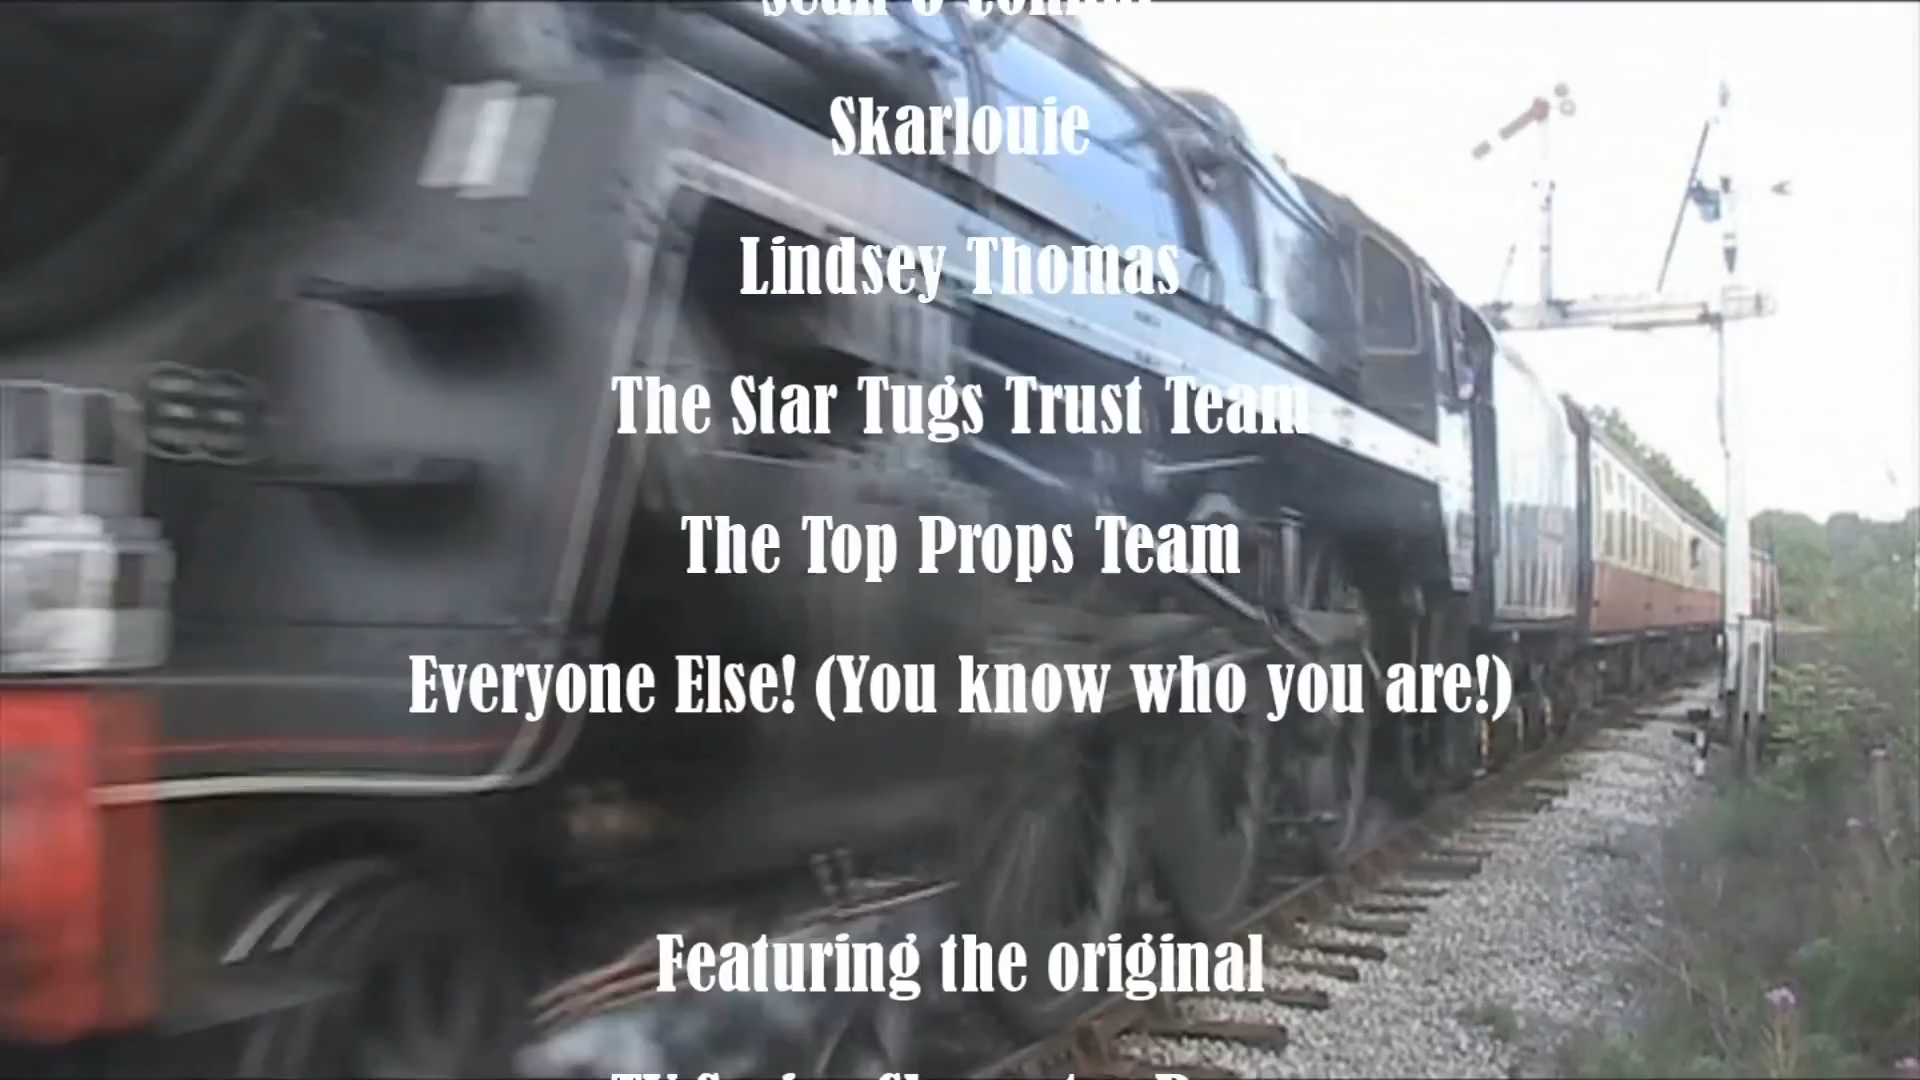 Skarlouie
Lindsey Thomas
The Star Tugs Trust Team
The Top Props Team
Everyone Else! (You know who you are!)
Featuring the original